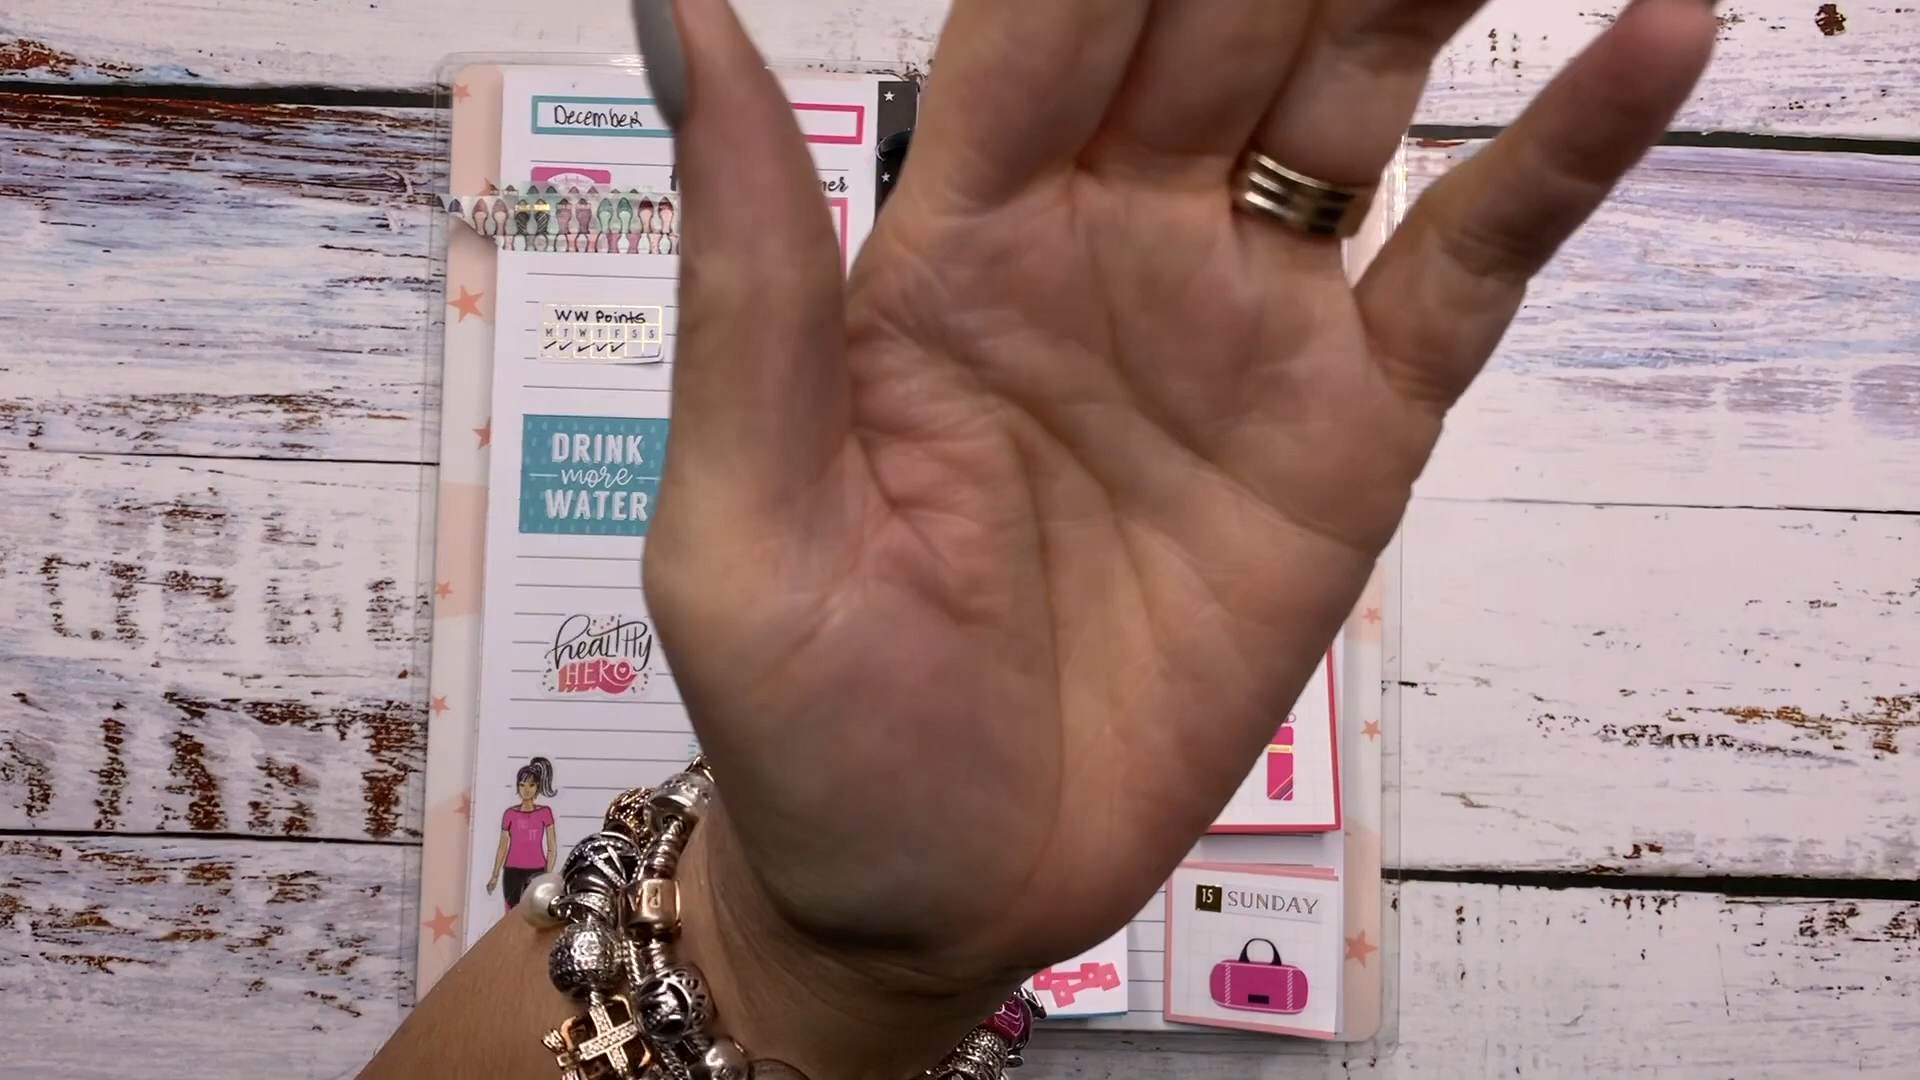 December
WW Points
M T W T F S S
DRINK
more
WATER
healthy
HERO
15 SUNDAY